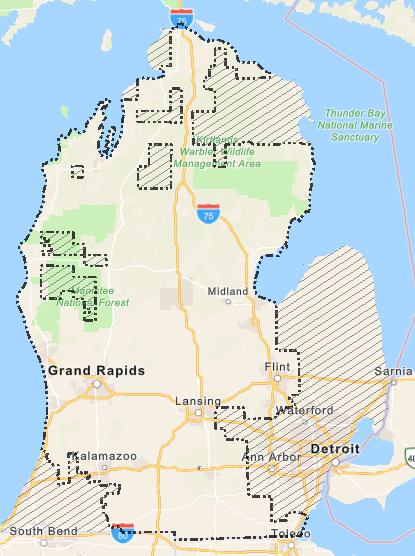 75
Thunder Bay
National Marine
Sanctuary
Kirtlands
Warbler Wildlife
Management Area
75
Midland
Manistee
National Forest
Flint
Sarnia
Grand Rapids
Lansing
Waterford
Kalamazoo
Detroit
Ann Arbor
40
South Bend
80
Toledo